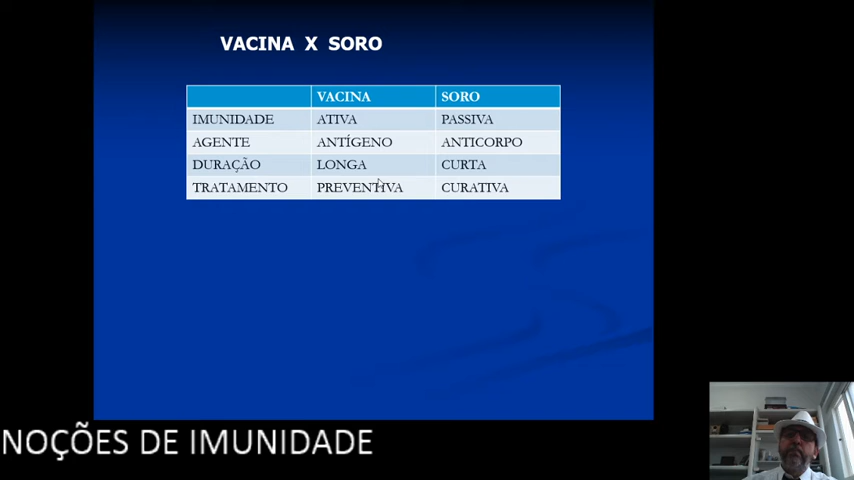 VACINA X SORO
VACINA SORO
IMUNIDADE ATIVA PASSIVA
AGENTE ANTÍGENO ANTICORPO
DURAÇÃO LONGA CURTA
TRATAMENTO PREVENTIVA CURATIVA
NOÇÕES DE IMUNIDADE